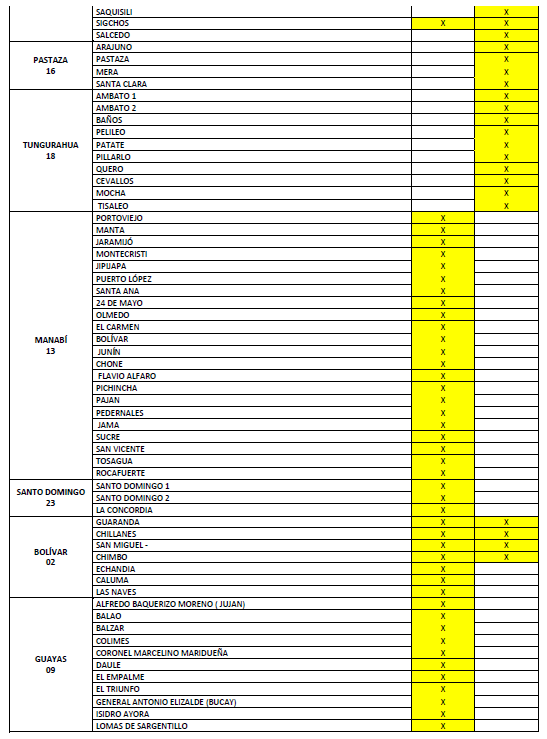 SAQUISILI X
SIGCHOS X X
SALCEDO X
PASTAZA
16
ARAJUNO X
PASTAZA X
MERA X
SANTA CLARA X
TUNGURAHUA
18
AMBATO 1 X
AMBATO 2 X
BAÑOS X
PELILEO X
PATATE X
PILLARLO X
QUERO X
CEVALLOS X
MOCHA X
TISALEO X
MANABÍ
13
PORTOVIEJO X
MANTA X
JARAMIJÓ X
MONTECRISTI X
JIPIJAPA X
PUERTO LÓPEZ X
SANTA ANA X
24 DE MAYO X
OLMEDO X
EL CARMEN X
BOLÍVAR X
JUNÍN X
CHONE X
FLAVIO ALFARO X
PICHINCHA X
PAJAN X
PEDERNALES X
JAMA X
SUCRE X
SAN VICENTE X
TOSAGUA X
ROCAFUERTE X
SANTO DOMINGO
23
SANTO DOMINGO 1 X
SANTO DOMINGO 2 X
LA CONCORDIA X
BOLÍVAR
02
GUARANDA X X
CHILLANES X X
SAN MIGUEL - X X
CHIMBO X X
ECHANDIA X
CALUMA X
LAS NAVES X
GUAYAS
09
ALFREDO BAQUERIZO MORENO ( JUJAN) X
BALAO X
BALZAR X
COLIMES X
CORONEL MARCELINO MARIDUEÑA X
DAULE X
EL EMPALME X
EL TRIUNFO X
GENERAL ANTONIO ELIZALDE (BUCAY) X
ISIDRO AYORA X
LOMAS DE SARGENTILLO X